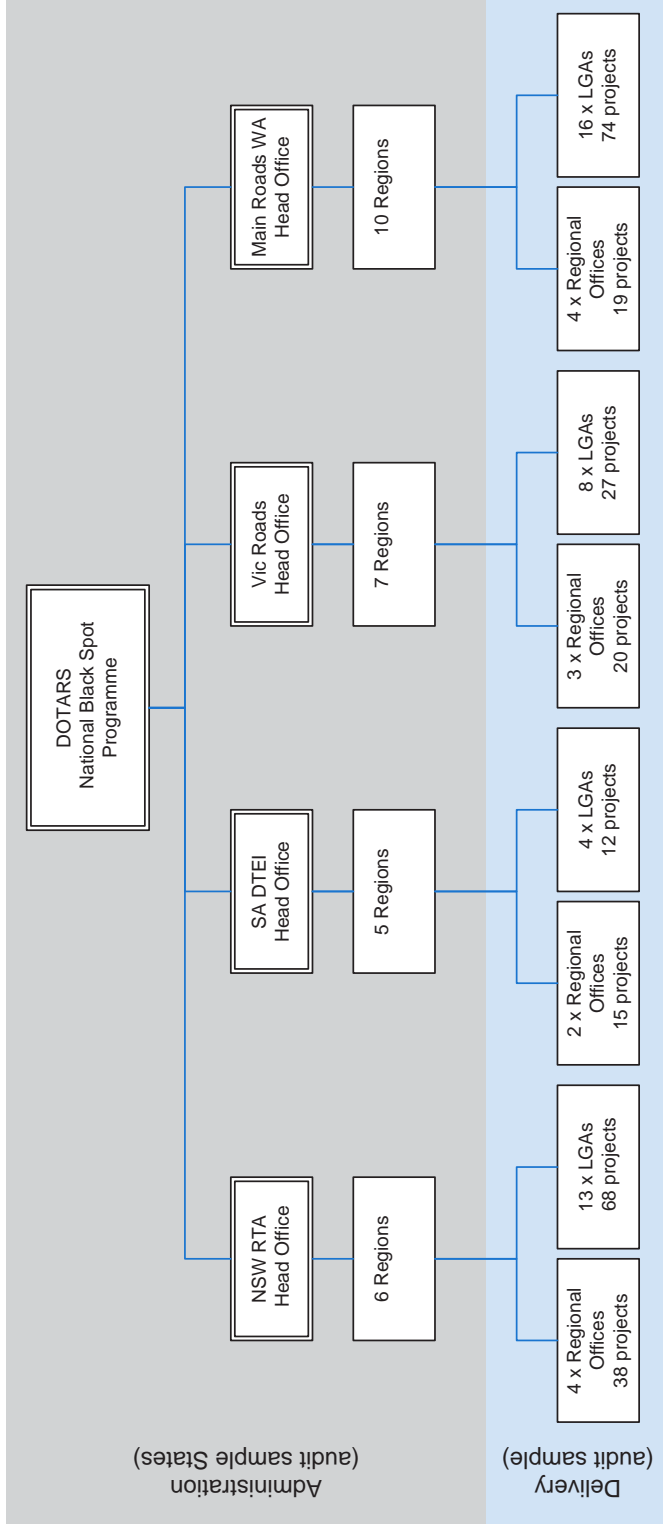 DOTARS
National Black Spot
Programme
NSW RTA
Head Office
SA DTEI
Head Office
Vic Roads
Head Office
Main Roads WA
Head Office
6 Regions
5 Regions
7 Regions
10 Regions
4 x Regional
Offices
38 projects
13 x LGAs
68 projects
2 x Regional
Offices
15 projects
4 x LGAs
12 projects
3 x Regional
Offices
20 projects
8 x LGAs
27 projects
4 x Regional
Offices
19 projects
16 x LGAs
74 projects
Administration
(audit sample States)
Delivery
(audit sample)